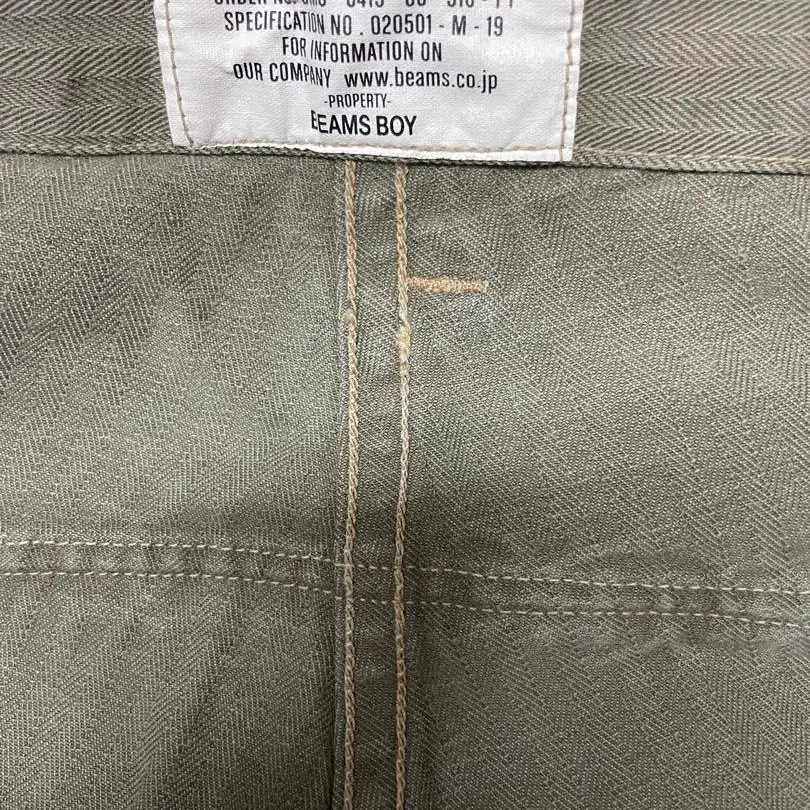 SPECIFICATION NO . 020501 - M - 19
FOR INFORMATION ON
OUR COMPANY www.beams.co.jp
-PROPERTY-
BEAMS BOY